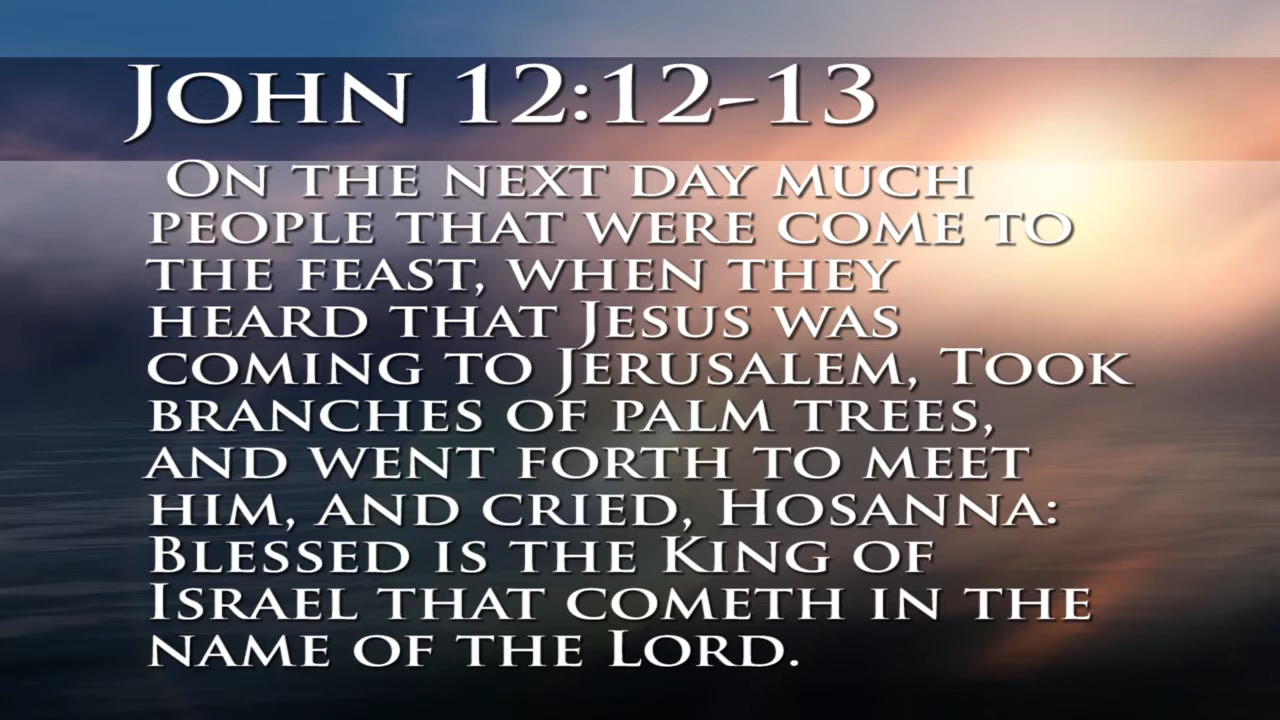 John 12:12-13
On the next day much
people that were come to
the feast, when they
heard that Jesus was
coming to Jerusalem, Took
branches of palm trees,
and went forth to meet
him, and cried, Hosanna:
Blessed is the King of
Israel that cometh in the
name of the Lord.